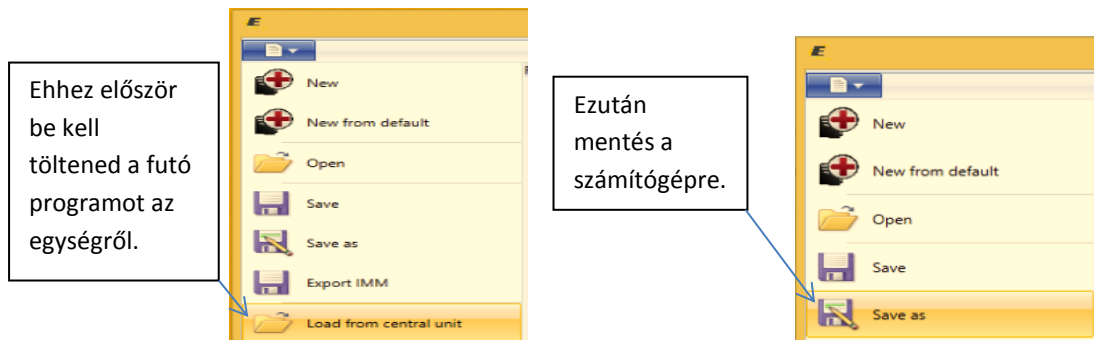 Ehhez először
be kell
töltened a futó
programot az
egységről.
E
New
New from default
Open
Save
Save as
Export IMM
Load from central unit
Ezután
mentés a
számítógépre.
E
New
New from default
Open
Save
Save as